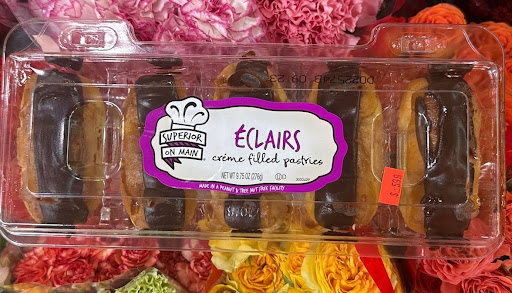 SUPERIOR
ON MAIN
ÉCLAIRS
créme filled pastries
NET WT 9.75 OZ (276g)
MADE IN A PEANUT & TREE NUT FREE FACILITY